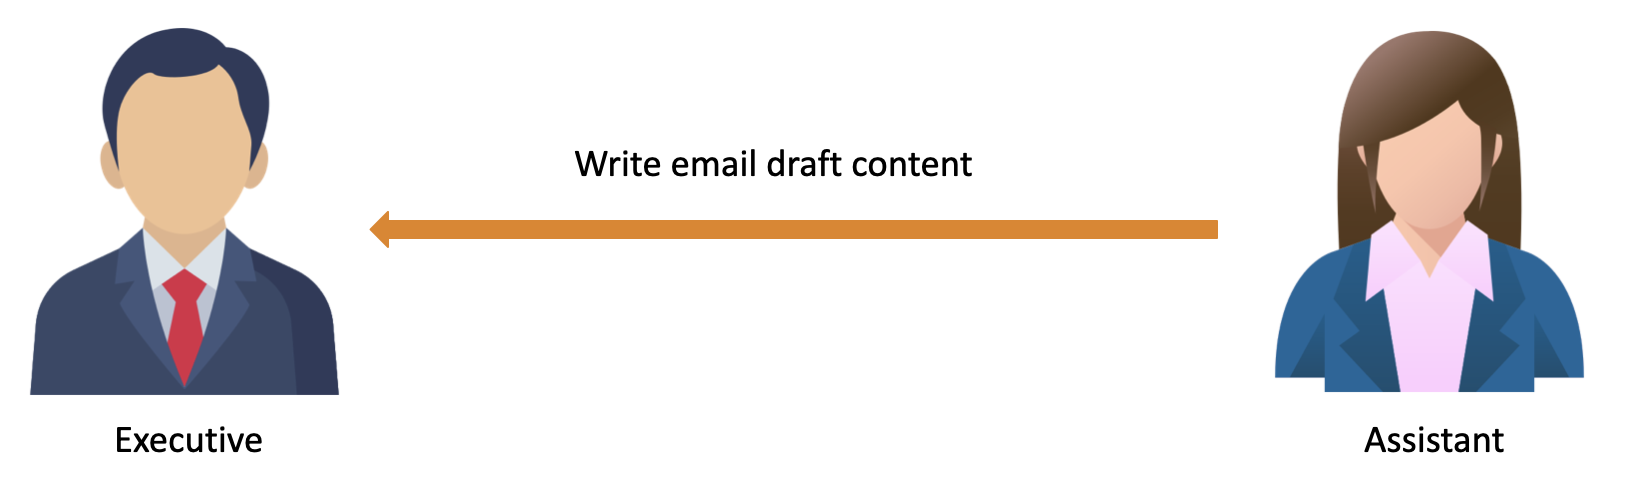 Write email draft content
Executive
Assistant